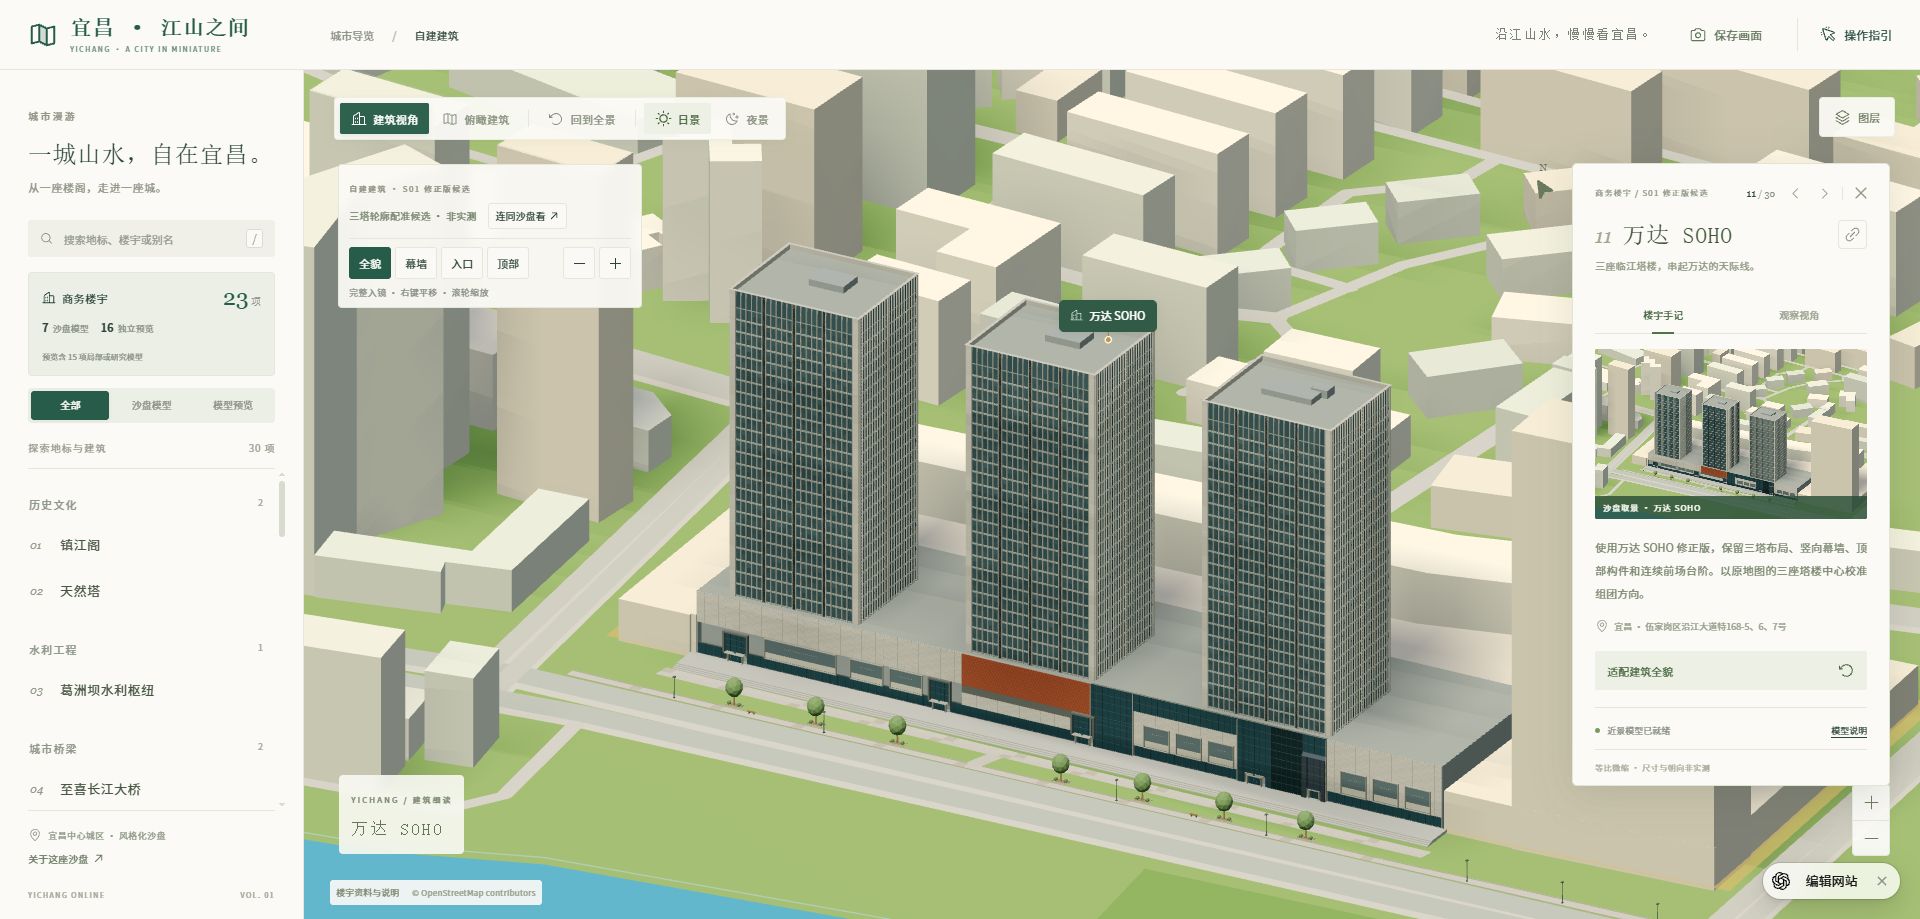 宜昌 • 江山之间
YICHANG • A CITY IN MINIATURE
城市导览 / 自建建筑
沿江山水，慢慢看宜昌。
保存画面
操作指引
城市漫游
一城山水，自在宜昌。
从一座楼阁，走进一座城。
搜索地标、楼宇或别名 /
商务楼宇 23 项
7 沙盘模型 16 独立预览
预览含 15 项局部或研究模型
全部 沙盘模型 模型预览
探索地标与建筑 30 项
历史文化 2
01 镇江阁
02 天然塔
水利工程 1
03 葛洲坝水利枢纽
城市桥梁 2
04 至喜长江大桥
宜昌中心城区 • 风格化沙盘
关于这座沙盘 ↗
YICHANG ONLINE VOL. 01
建筑视角 俯瞰建筑 回到全景 日景 夜景
自建建筑 • S01 修正版候选
三塔轮廓配准候选 • 非实测 连同沙盘看 ↗
全貌 幕墙 入口 顶部 − +
完整入镜 • 右键平移 • 滚轮缩放
万达 SOHO
YICHANG / 建筑细读
万达 SOHO
楼宇资料与说明 © OpenStreetMap contributors
图层
N
商务楼宇 / S01 修正版候选 11 / 30
11 万达 SOHO
三座临江塔楼，串起万达的天际线。
楼宇手记 观察视角
沙盘取景 • 万达 SOHO
使用万达 SOHO 修正版，保留三塔布局、竖向幕墙、顶
部构件和连续前场台阶。以原地图的三座塔楼中心校准
组团方向。
宜昌 • 伍家岗区沿江大道特168-5、6、7号
适配建筑全貌
近景模型已就绪 模型说明
等比微缩 • 尺寸与朝向非实测
+
−
编辑网站